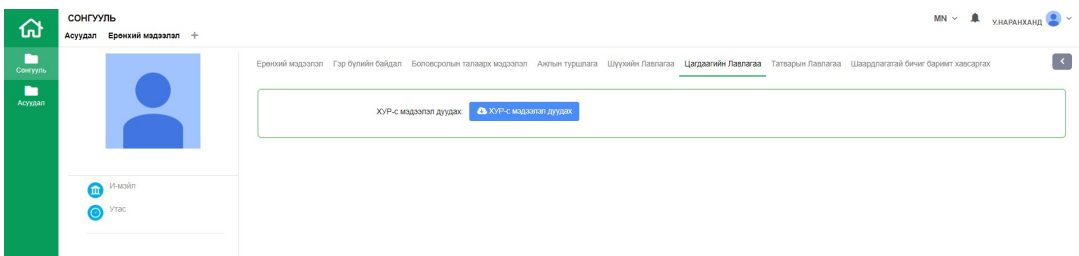 СОНГУУЛЬ
MN
У.НАРАНХАНД
Асуудал Ерөнхий мэдээлэл +
Сонгууль
Асуудал
Ерөнхий мэдээлэл Гэр бүлийн байдал Боловсролын талаарх мэдээлэл Ажлын туршлага Шүүхийн Лавлагаа Цагдаагийн Лавлагаа Татварын Лавлагаа Шаардлагатай бичиг баримт хавсаргах
ХУР-с мэдээлэл дуудах: ХУР-с мэдээлэл дуудах
И-мэйл
Утас